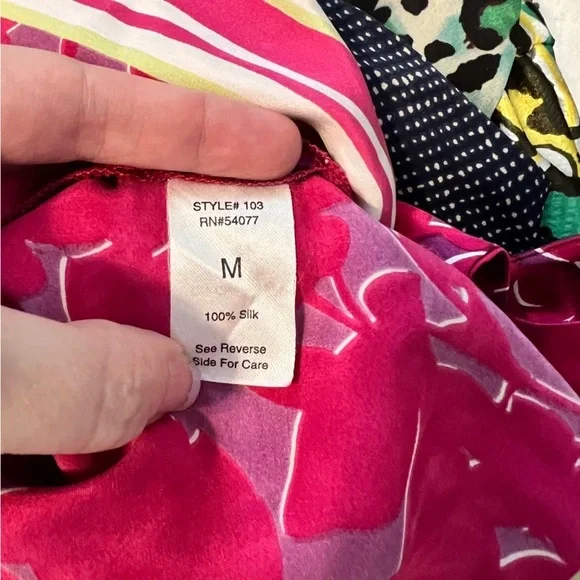 STYLE# 103
RN#54077
M
100% Silk
See Reverse
Side For Care